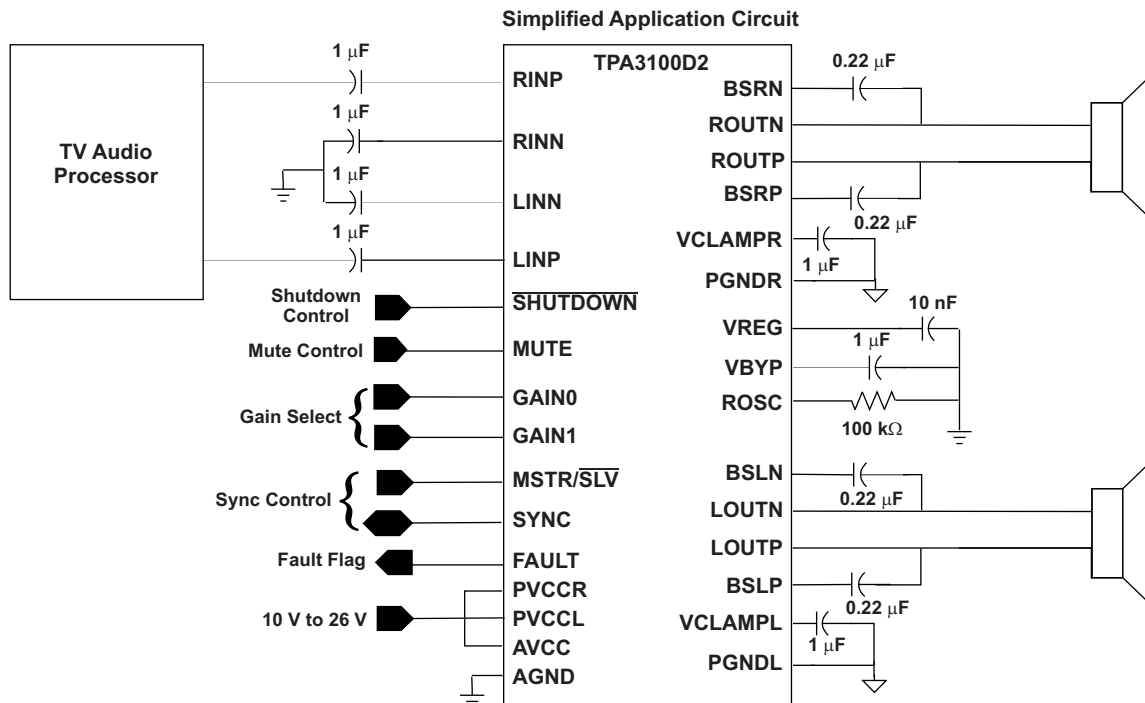 Simplified Application Circuit
TPA3100D2
TV Audio
Processor
1 μF
1 μF
1 μF
1 μF
RINP
RINN
LINN
LINP
Shutdown
Control
SHUTDOWN
Mute Control
MUTE
Gain Select
GAIN0
GAIN1
Sync Control
MSTR/SLV
SYNC
Fault Flag
FAULT
10 V to 26 V
PVCCR
PVCCL
AVCC
AGND
BSRN
0.22 μF
ROUTN
ROUTP
BSRP
0.22 μF
VCLAMPR
1 μF
PGNDR
VREG
10 nF
VBYP
1 μF
ROSC
100 kΩ
BSLN
0.22 μF
LOUTN
LOUTP
BSLP
0.22 μF
VCLAMPL
1 μF
PGNDL